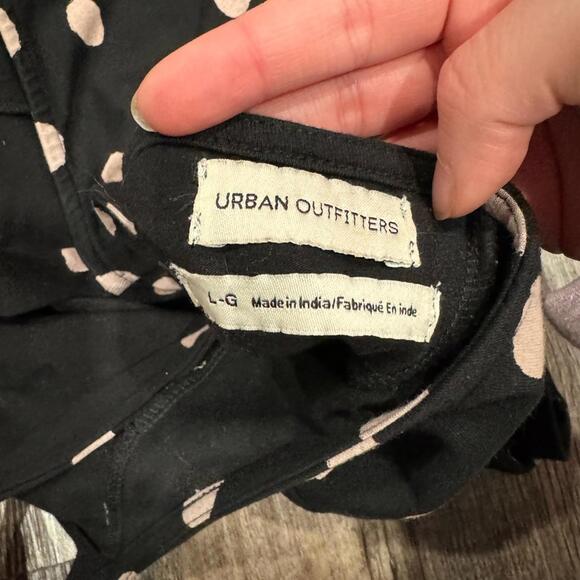 URBAN OUTFITTERS
L-G Made in India/Fabriqué En inde